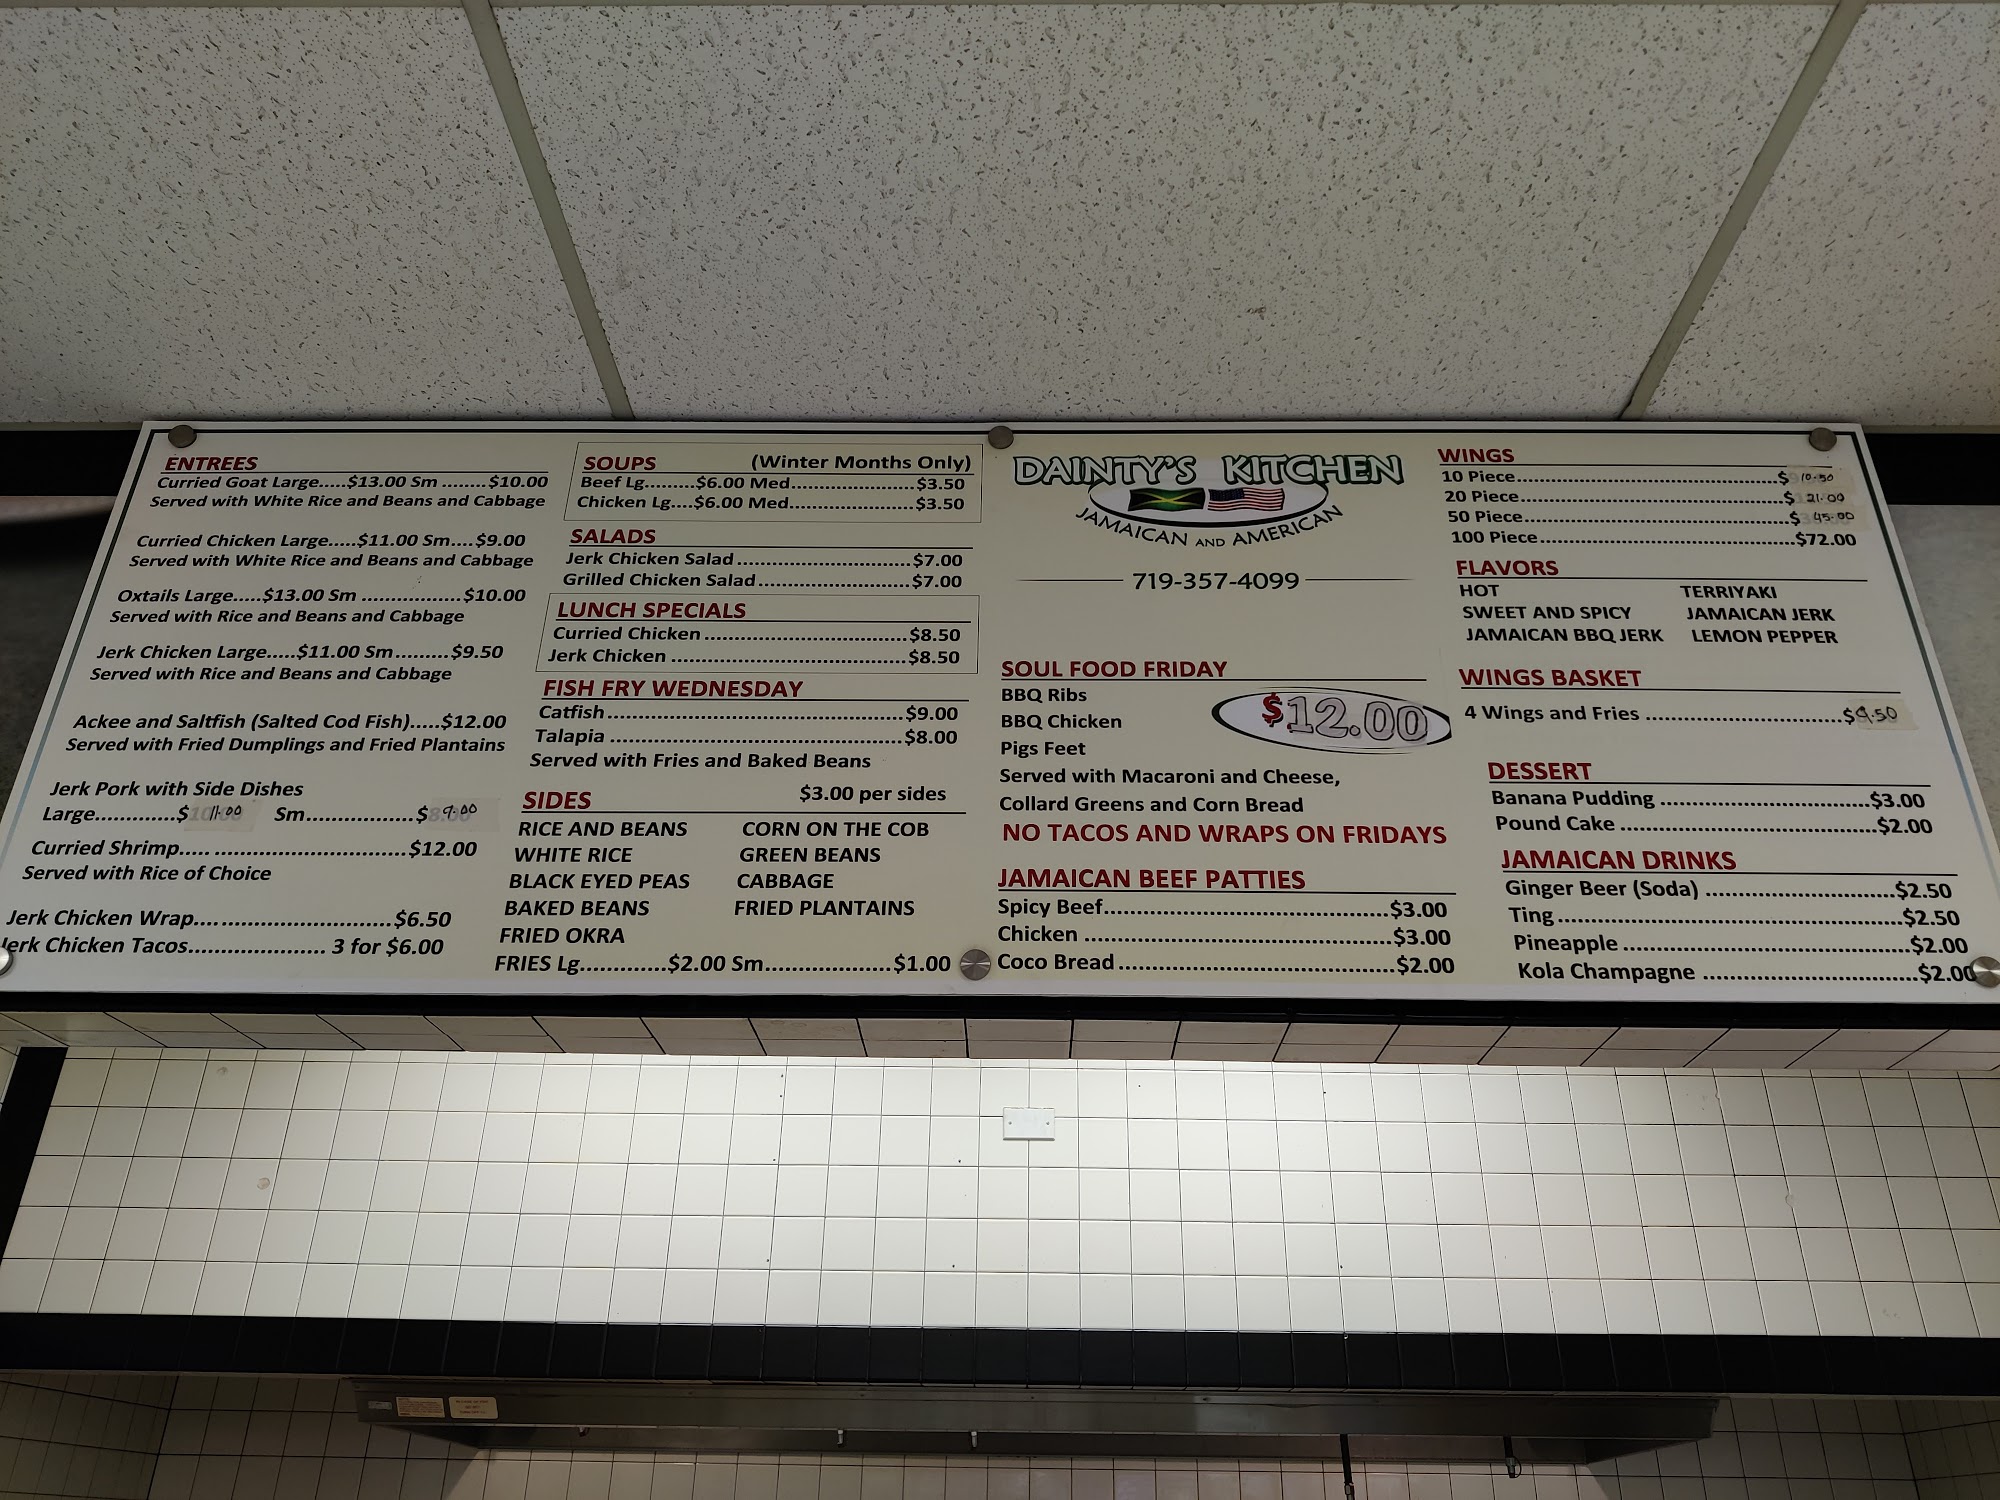 ENTREES
Curried Goat Large.....$13.00 Sm ........$10.00
Served with White Rice and Beans and Cabbage
Curried Chicken Large.....$11.00 Sm....$9.00
Served with White Rice and Beans and Cabbage
Oxtails Large.....$13.00 Sm ..................$10.00
Served with Rice and Beans and Cabbage
Jerk Chicken Large.....$11.00 Sm.........$9.50
Served with Rice and Beans and Cabbage
Ackee and Saltfish (Salted Cod Fish).....$12.00
Served with Fried Dumplings and Fried Plantains
Jerk Pork with Side Dishes
Large.............$11.00 Sm.................$9.00
Curried Shrimp..... ...............................$12.00
Served with Rice of Choice
Jerk Chicken Wrap.... ...........................$6.50
Jerk Chicken Tacos...................... 3 for $6.00
SOUPS (Winter Months Only)
Beef Lg.........$6.00 Med......................$3.50
Chicken Lg....$6.00 Med......................$3.50
SALADS
Jerk Chicken Salad ..............................$7.00
Grilled Chicken Salad ..........................$7.00
LUNCH SPECIALS
Curried Chicken ..................................$8.50
Jerk Chicken .......................................$8.50
FISH FRY WEDNESDAY
Catfish ................................................$9.00
Talapia ...............................................$8.00
Served with Fries and Baked Beans
SIDES $3.00 per sides
RICE AND BEANS CORN ON THE COB
WHITE RICE GREEN BEANS
BLACK EYED PEAS CABBAGE
BAKED BEANS FRIED PLANTAINS
FRIED OKRA
FRIES Lg............$2.00 Sm..................$1.00
DAINTY'S KITCHEN
JAMAICAN AND AMERICAN
719-357-4099
SOUL FOOD FRIDAY
BBQ Ribs
BBQ Chicken
$12.00
Pigs Feet
Served with Macaroni and Cheese,
Collard Greens and Corn Bread
NO TACOS AND WRAPS ON FRIDAYS
JAMAICAN BEEF PATTIES
Spicy Beef.........................................$3.00
Chicken ............................................$3.00
Coco Bread ......................................$2.00
WINGS
10 Piece..................................................$10.50
20 Piece..................................................$21.00
50 Piece..................................................$45.00
100 Piece................................................$72.00
FLAVORS
HOT TERRIYAKI
SWEET AND SPICY JAMAICAN JERK
JAMAICAN BBQ JERK LEMON PEPPER
WINGS BASKET
4 Wings and Fries ................................$9.50
DESSERT
Banana Pudding ...................................$3.00
Pound Cake ..........................................$2.00
JAMAICAN DRINKS
Ginger Beer (Soda) ..............................$2.50
Ting ......................................................$2.50
Pineapple ..............................................$2.00
Kola Champagne ...................................$2.00